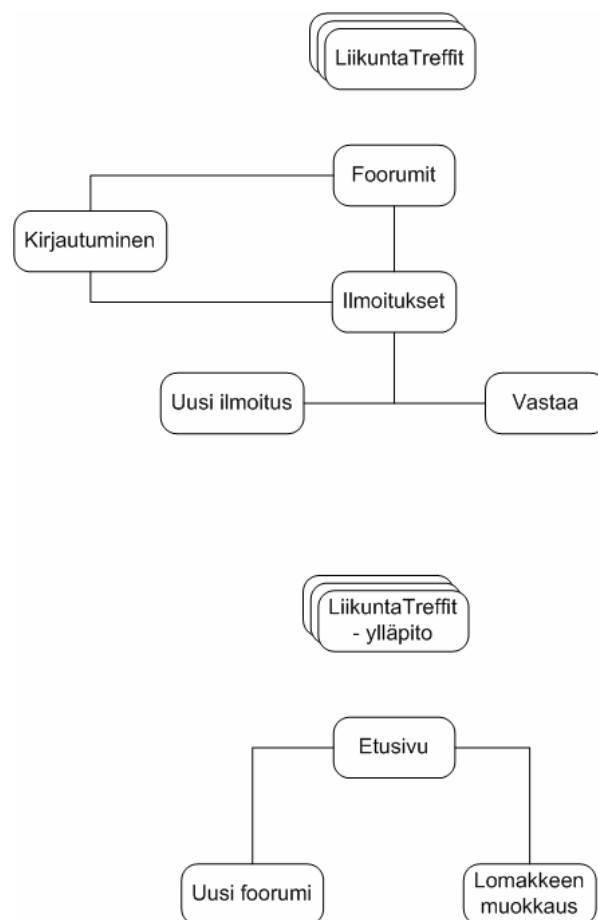 LiikuntaTreffit
Foorumit
Kirjautuminen
Ilmoitukset
Uusi ilmoitus
Vastaa
LiikuntaTreffit
- ylläpito
Etusivu
Uusi foorumi
Lomakkeen
muokkaus